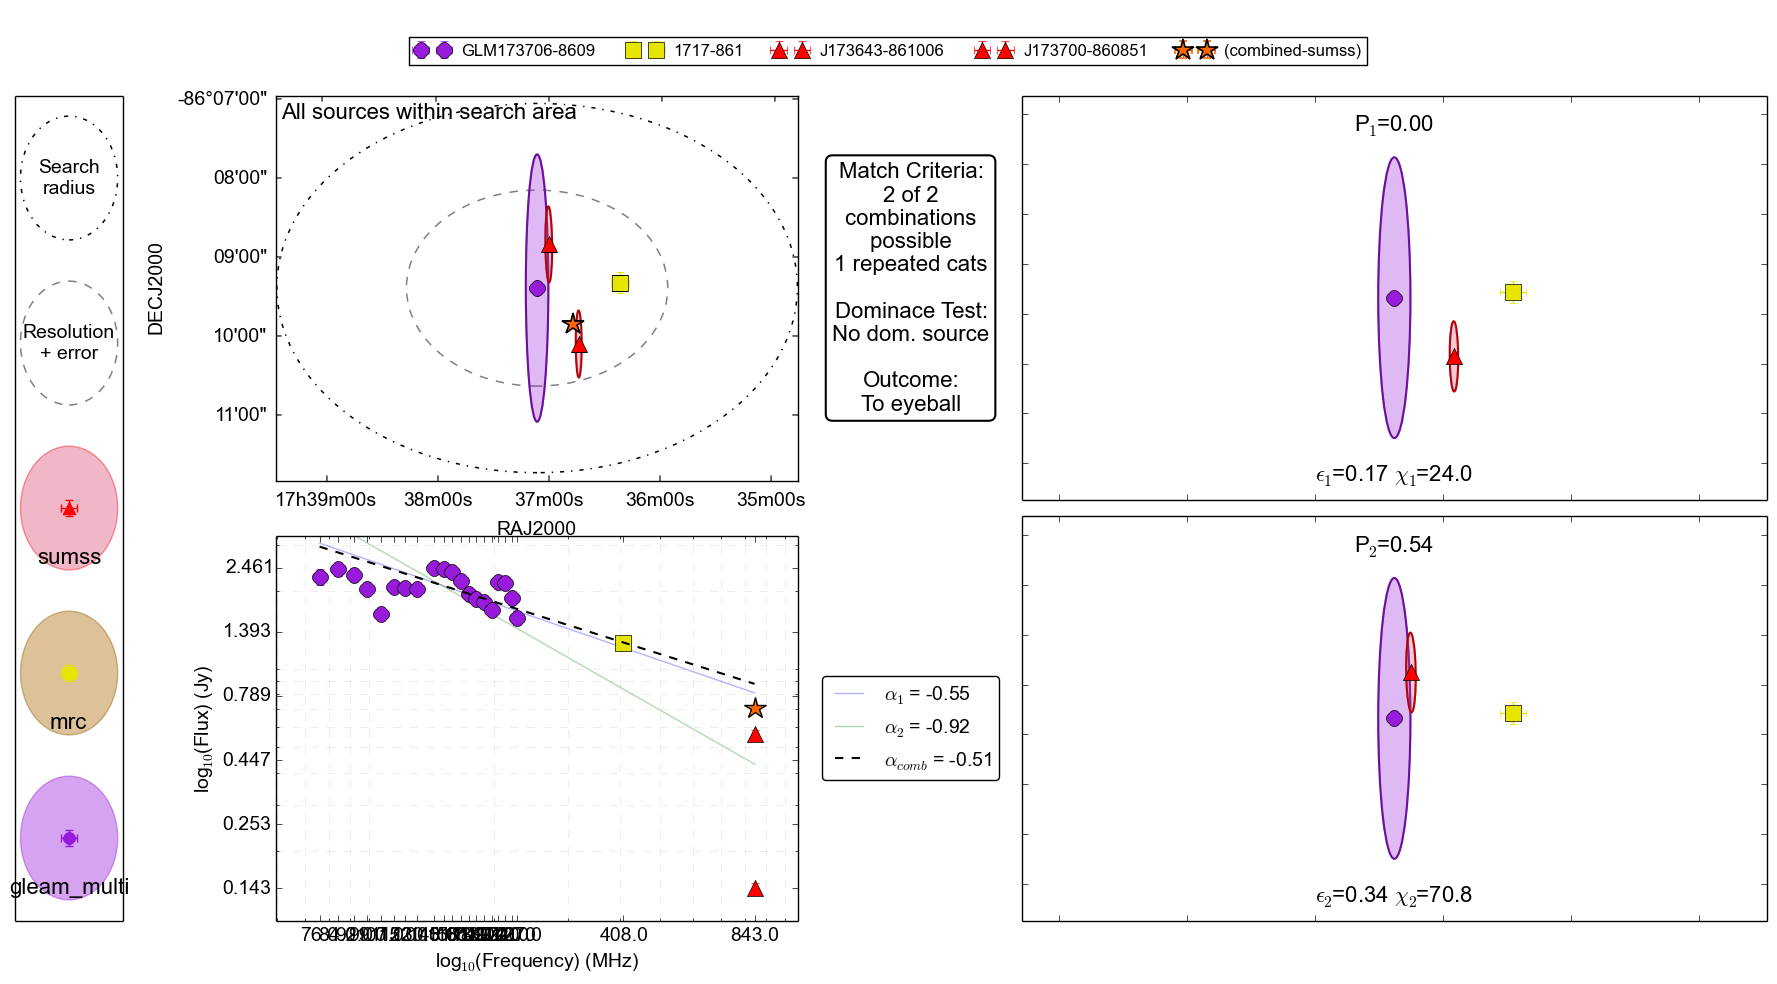 GLM173706-8609 1717-861 J173643-861006 J173700-860851 (combined-sumss)
Search
radius
Resolution
+ error
sumss
mrc
gleam_multi
All sources within search area
-86°07'00"
08'00"
09'00"
10'00"
11'00"
DECJ2000
17h39m00s 38m00s 37m00s 36m00s 35m00s
RAJ2000
Match Criteria:
2 of 2
combinations
possible
1 repeated cats
Dominace Test:
No dom. source
Outcome:
To eyeball
P1=0.00
ϵ1=0.17 χ1=24.0
2.461
1.393
0.789
0.447
0.253
0.143
log10(Flux) (Jy)
408.0 843.0
log10(Frequency) (MHz)
α1 = -0.55
α2 = -0.92
αcomb = -0.51
P2=0.54
ϵ2=0.34 χ2=70.8